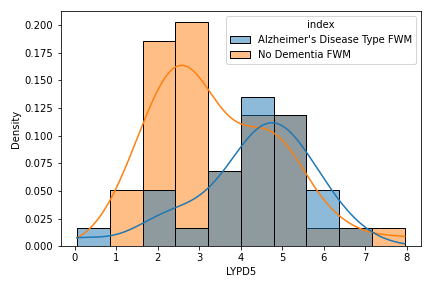 index
Alzheimer's Disease Type FWM
No Dementia FWM
0.200
0.175
0.150
0.125
0.100
0.075
0.050
0.025
0.000
Density
0 1 2 3 4 5 6 7 8
LYPD5